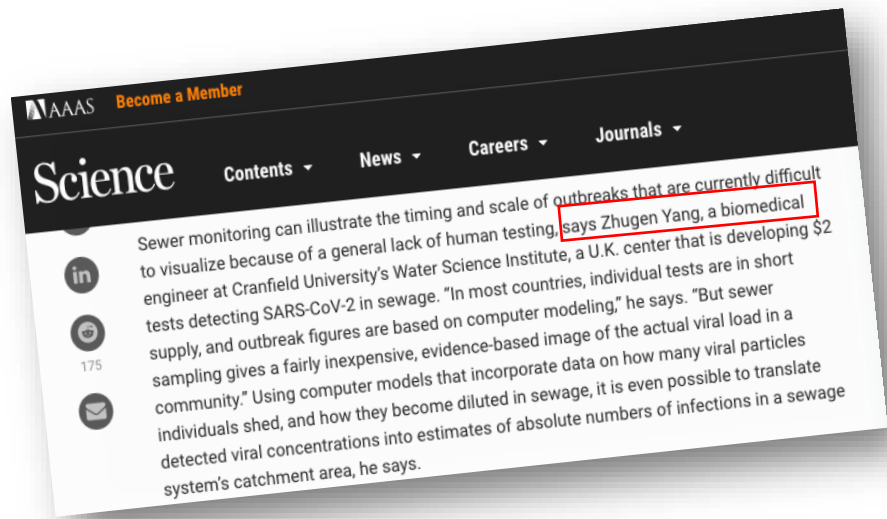 AAAS Become a Member
Science Contents News Careers Journals
Sewer monitoring can illustrate the timing and scale of outbreaks that are currently difficult
to visualize because of a general lack of human testing, says Zhugen Yang, a biomedical
engineer at Cranfield University’s Water Science Institute, a U.K. center that is developing $2
tests detecting SARS-CoV-2 in sewage. “In most countries, individual tests are in short
supply, and outbreak figures are based on computer modeling,” he says. “But sewer
sampling gives a fairly inexpensive, evidence-based image of the actual viral load in a
community.” Using computer models that incorporate data on how many viral particles
individuals shed, and how they become diluted in sewage, it is even possible to translate
detected viral concentrations into estimates of absolute numbers of infections in a sewage
system’s catchment area, he says.
in
175